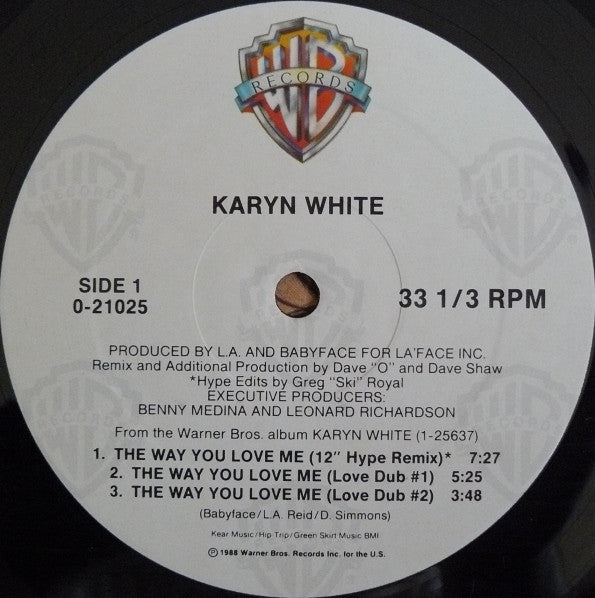 WB
RECORDS
KARYN WHITE
SIDE 1
0-21025
33 1/3 RPM
PRODUCED BY L.A. AND BABYFACE FOR LA'FACE INC.
Remix and Additional Production by Dave "O" and Dave Shaw
*Hype Edits by Greg "Ski" Royal
EXECUTIVE PRODUCERS:
BENNY MEDINA AND LEONARD RICHARDSON
From the Warner Bros. album KARYN WHITE (1-25637)
1. THE WAY YOU LOVE ME (12" Hype Remix)* 7:27
2. THE WAY YOU LOVE ME (Love Dub #1) 5:25
3. THE WAY YOU LOVE ME (Love Dub #2) 3:48
(Babyface/L.A. Reid/D. Simmons)
Kear Music/Hip Trip/Green Skirt Music BMI
℗ 1988 Warner Bros. Records Inc. for the U.S.